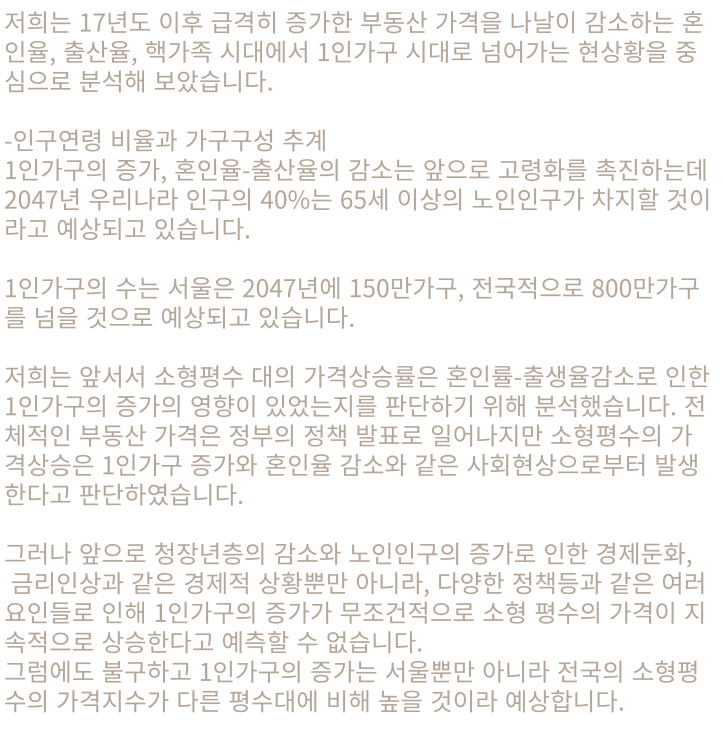 저희는 17년도 이후 급격히 증가한 부동산 가격을 나날이 감소하는 혼
인율, 출산율, 핵가족 시대에서 1인가구 시대로 넘어가는 현상황을 중
심으로 분석해 보았습니다.
-인구연령 비율과 가구구성 추계
1인가구의 증가, 혼인율-출산율의 감소는 앞으로 고령화를 촉진하는데
2047년 우리나라 인구의 40%는 65세 이상의 노인인구가 차지할 것이
라고 예상되고 있습니다.
1인가구의 수는 서울은 2047년에 150만가구, 전국적으로 800만가구
를 넘을 것으로 예상되고 있습니다.
저희는 앞서서 소형평수 대의 가격상승률은 혼인률-출생율감소로 인한
1인가구의 증가의 영향이 있었는지를 판단하기 위해 분석했습니다. 전
체적인 부동산 가격은 정부의 정책 발표로 일어나지만 소형평수의 가
격상승은 1인가구 증가와 혼인율 감소와 같은 사회현상으로부터 발생
한다고 판단하였습니다.
그러나 앞으로 청장년층의 감소와 노인인구의 증가로 인한 경제둔화,
금리인상과 같은 경제적 상황뿐만 아니라, 다양한 정책등과 같은 여러
요인들로 인해 1인가구의 증가가 무조건적으로 소형 평수의 가격이 지
속적으로 상승한다고 예측할 수 없습니다.
그럼에도 불구하고 1인가구의 증가는 서울뿐만 아니라 전국의 소형평
수의 가격지수가 다른 평수대에 비해 높을 것이라 예상합니다.